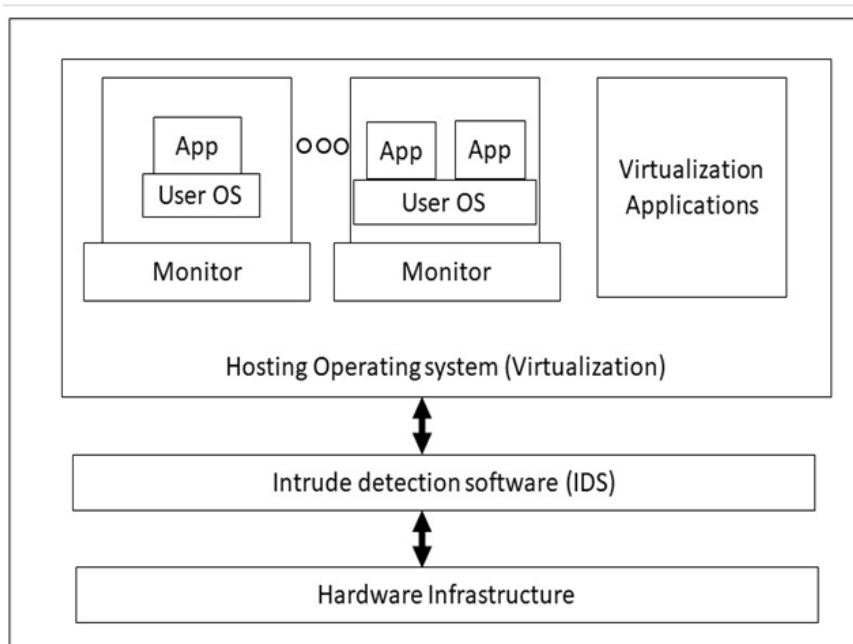 App
User OS
Monitor
App App
User OS
Monitor
Virtualization
Applications
Hosting Operating system (Virtualization)
Intrude detection software (IDS)
Hardware Infrastructure